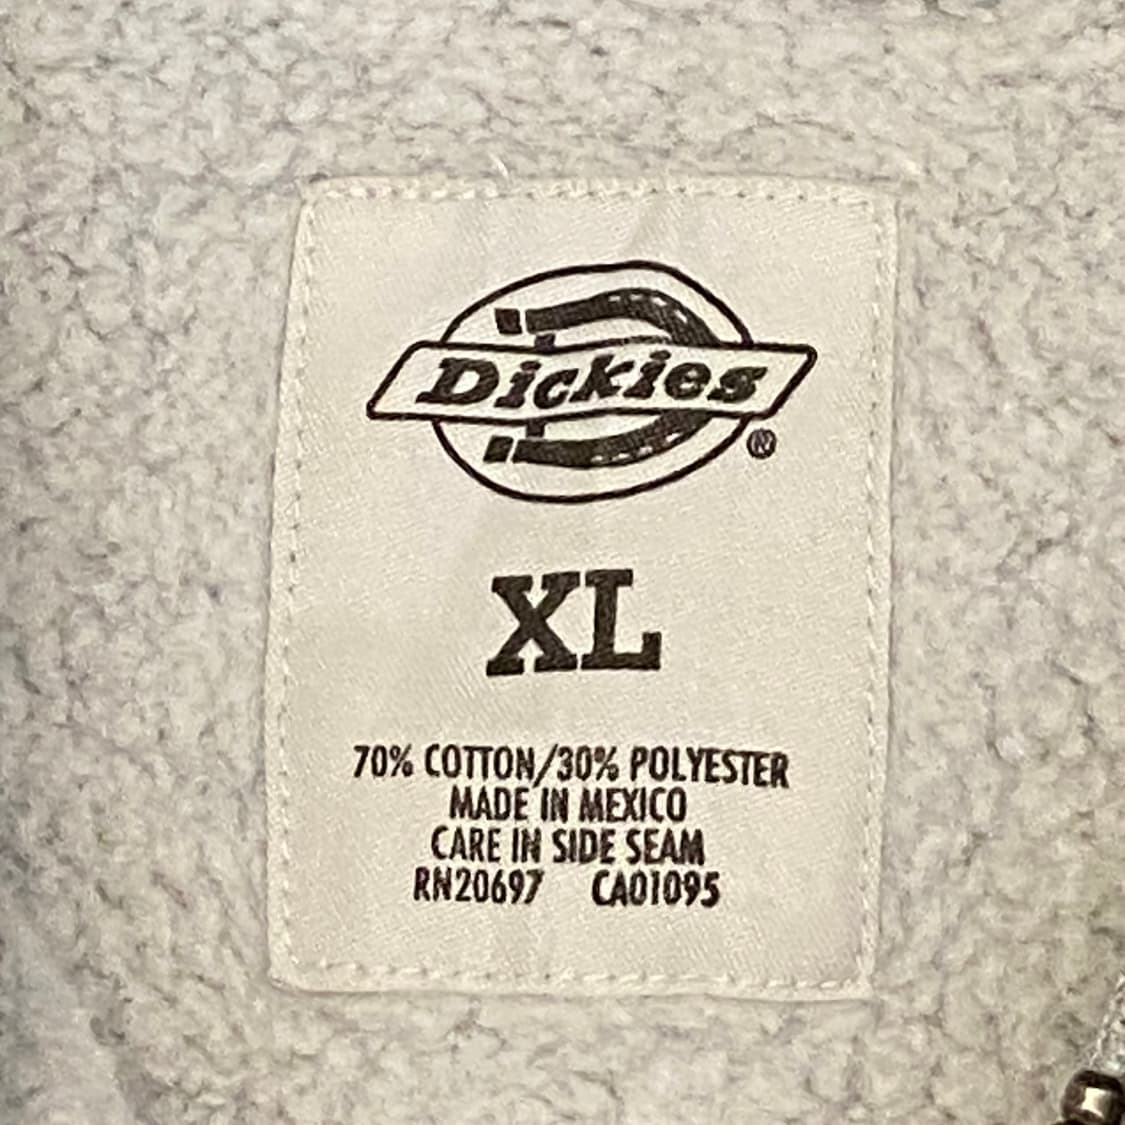 Dickies
®
XL
70% COTTON/30% POLYESTER
MADE IN MEXICO
CARE IN SIDE SEAM
RN20697 CA01095